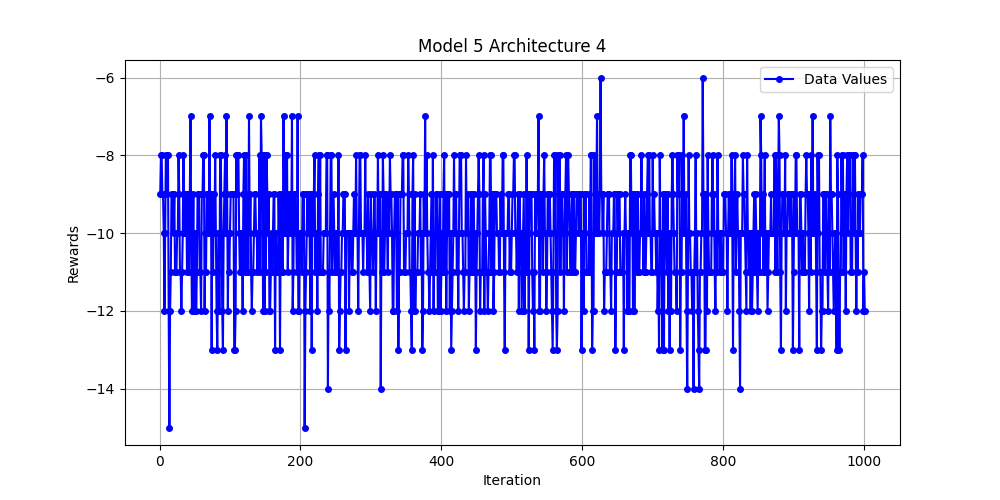 Model 5 Architecture 4
Data Values
Rewards
−6
−8
−10
−12
−14
0 200 400 600 800 1000
Iteration